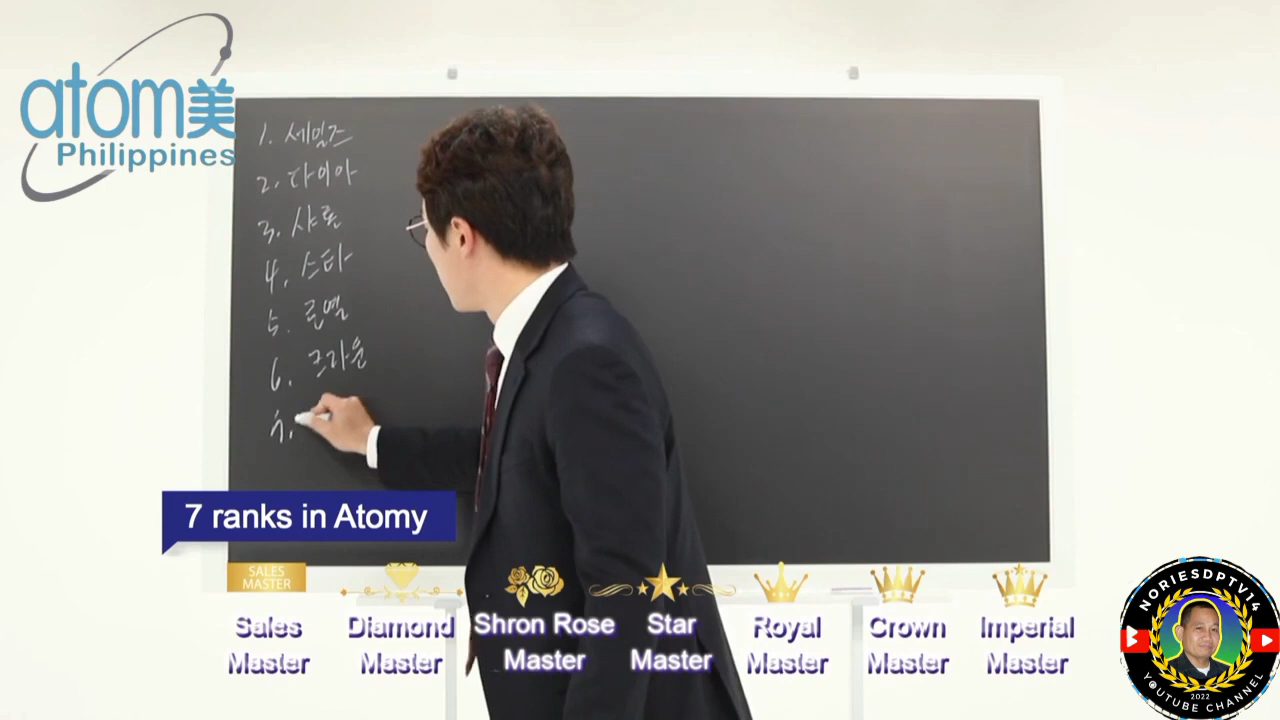 atom美
Philippines
1. 세일즈
2. 다이아
3. 샤론
4. 스타
5. 로열
6. 크라운
7.
7 ranks in Atomy
SALES
MASTER
Sales
Master
Diamond
Master
Shron Rose
Master
Star
Master
Royal
Master
Crown
Master
Imperial
Master
NORIESDPTV14
2022
YOUTUBE CHANNEL